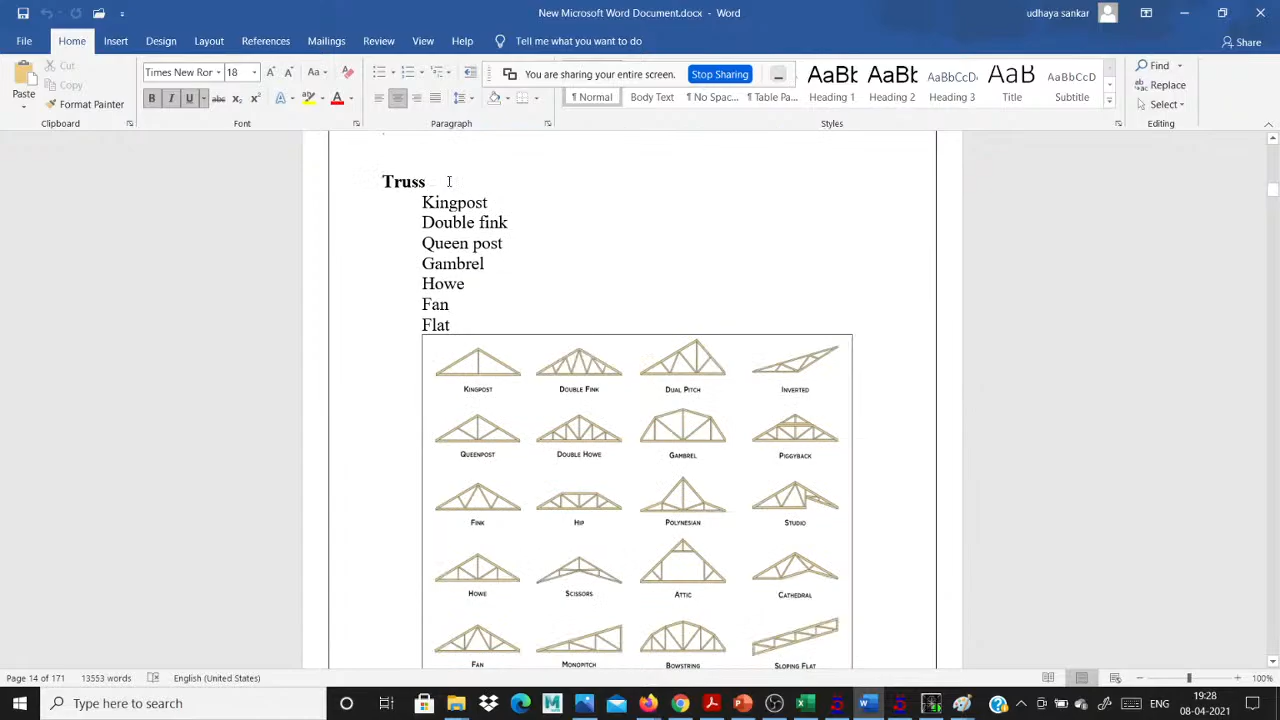 New Microsoft Word Document.docx - Word
udhaya sankar
File Home Insert Design Layout References Mailings Review View Help Tell me what you want to do
Share
Cut
Copy
Format Painter
Paste
Clipboard
Times New Ror 18
B I U abc x₂ x²
Font
Paragraph
You are sharing your entire screen. Stop Sharing
AaBb AaBb AaBbCcD AaB AaBbCcD
¶ Normal Body Text ¶ No Spac... ¶ Table Pa... Heading 1 Heading 2 Heading 3 Title Subtitle
Styles
Find
Replace
Select
Editing
Truss
Kingpost
Double fink
Queen post
Gambrel
Howe
Fan
Flat
KINGPOST DOUBLE FINK DUAL PITCH INVERTED
QUEENPOST DOUBLE HOWE GAMBREL PIGGYBACK
FINK HIP POLYNESIAN STUDIO
HOWE SCISSORS ATTIC CATHEDRAL
FAN MONOPITCH BOWSTRING SLOPING FLAT
Page 14 of 171 13553 words English (United States) 100%
Type here to search
ENG 19:28
08-04-2021